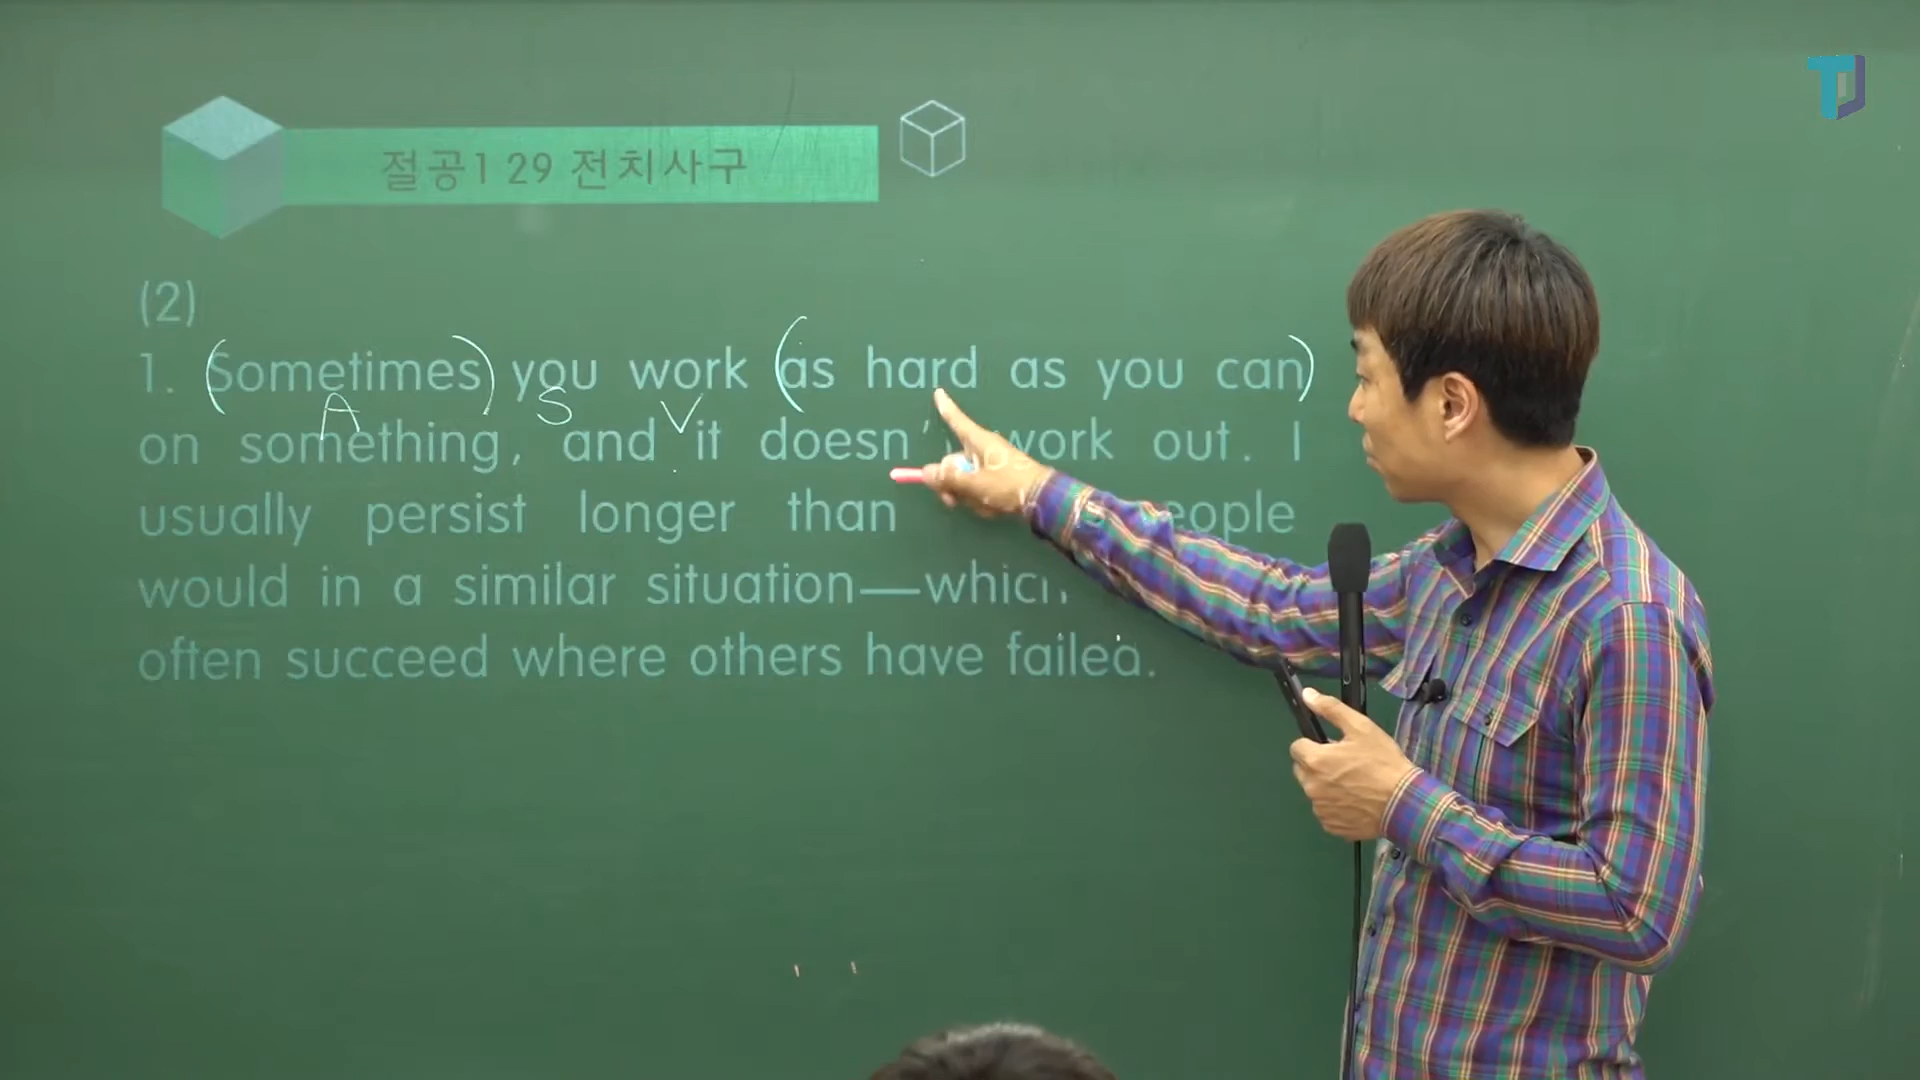 절공1 29 전치사구
(2)
1. (Sometimes) you work (as hard as you can)
A S V
on something, and it doesn' work out. I
usually persist longer than people
would in a similar situation—which
often succeed where others have failed.